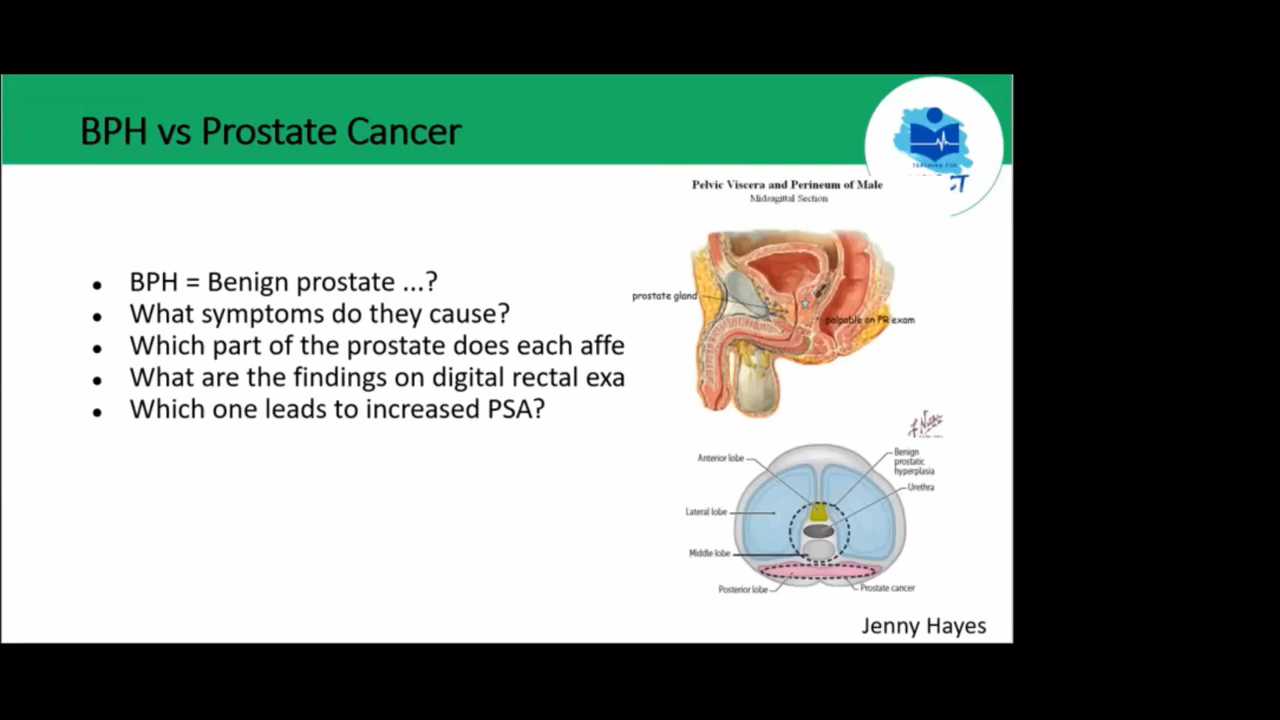 BPH vs Prostate Cancer
TEACHING FOR
Pelvic Viscera and Perineum of Male
Midsagittal Section
• BPH = Benign prostate ...?
• What symptoms do they cause?
• Which part of the prostate does each affe
• What are the findings on digital rectal exa
• Which one leads to increased PSA?
prostate gland
palpable on PR exam
Anterior lobe
Benign
prostatic
hyperplasia
Urethra
Lateral lobe
Middle lobe
Posterior lobe
Prostate cancer
Jenny Hayes